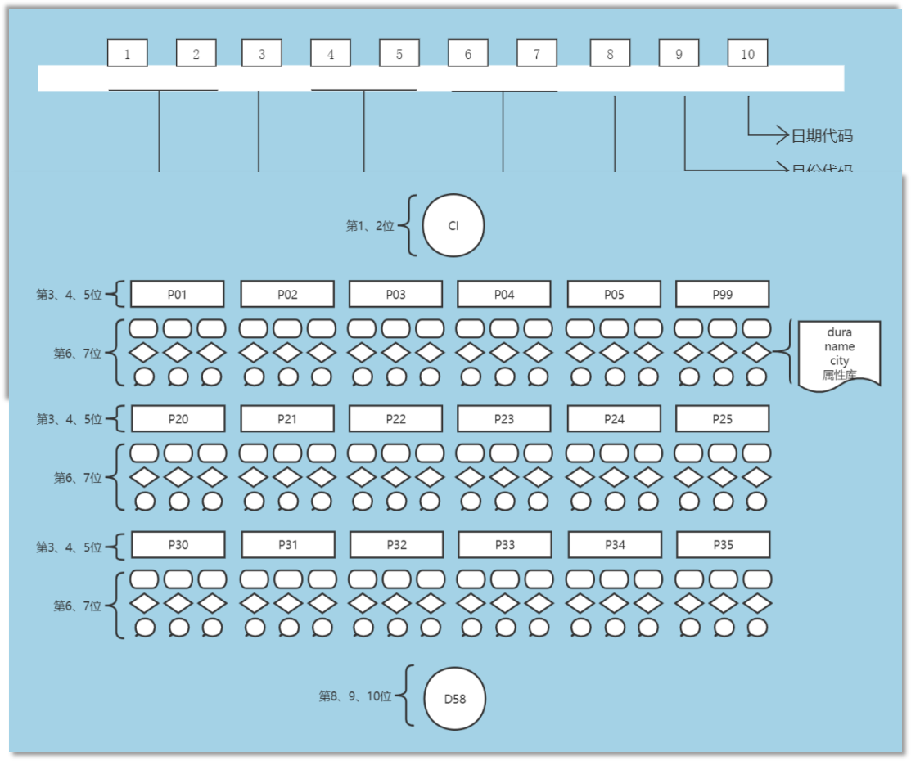 1 2 3 4 5 6 7 8 9 10
日期代码
第1、2位 CI
第3、4、5位 P01 P02 P03 P04 P05 P99
第6、7位
dura
name
city
属性库
第3、4、5位 P20 P21 P22 P23 P24 P25
第6、7位
第3、4、5位 P30 P31 P32 P33 P34 P35
第6、7位
第8、9、10位 D58